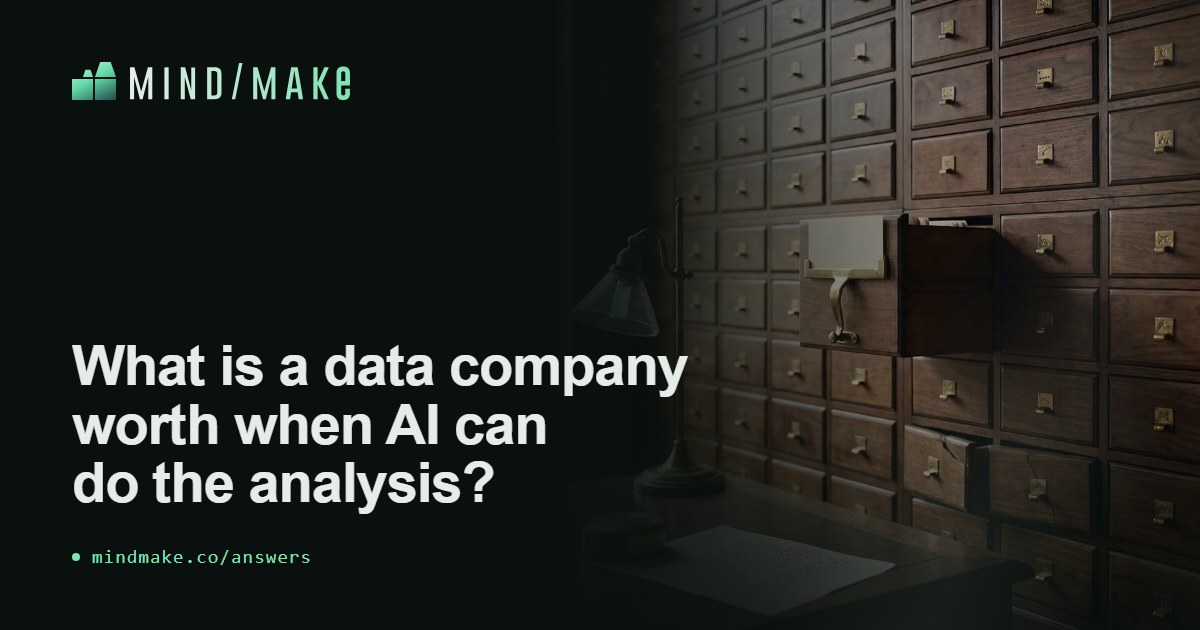 MIND/MAKE
What is a data company
worth when AI can
do the analysis?
mindmake.co/answers